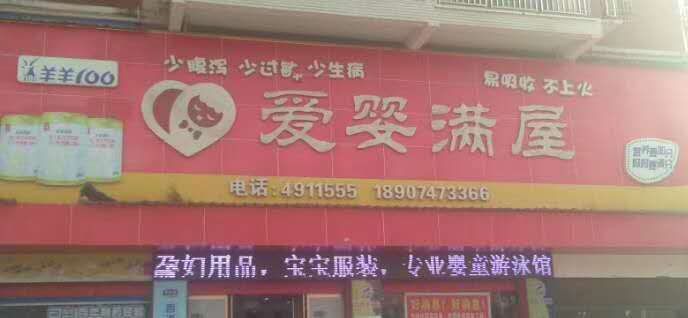 羊羊100
少腹泻 少过敏 少生病
易吸收 不上火
爱婴满屋
电话:4911555 18907473366
孕妇用品，宝宝服装，专业婴童游泳馆